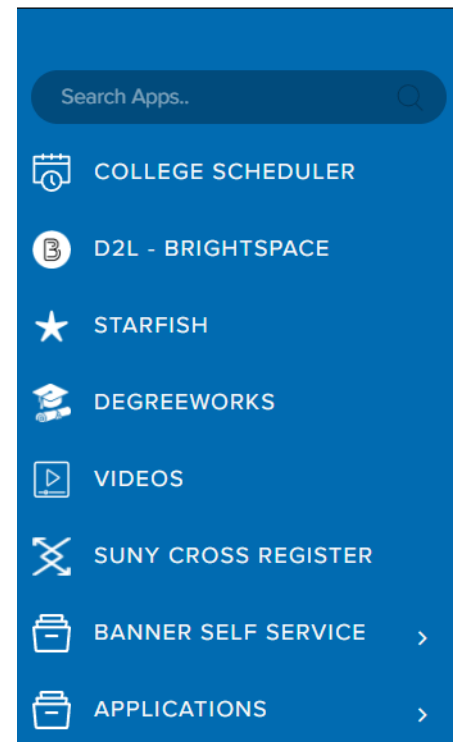 Search Apps..
COLLEGE SCHEDULER
B D2L - BRIGHTSPACE
STARFISH
DEGREEWORKS
VIDEOS
SUNY CROSS REGISTER
BANNER SELF SERVICE
APPLICATIONS